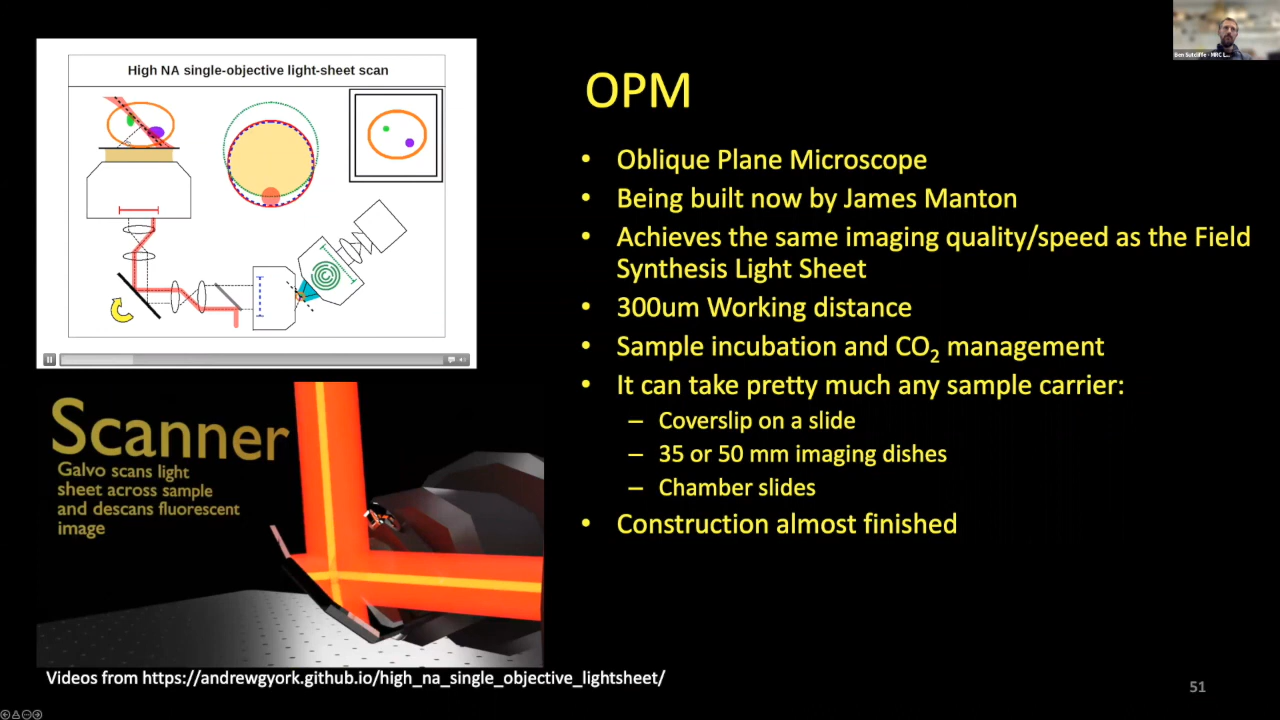 High NA single-objective light-sheet scan
Scanner
Galvo scans light
sheet across sample
and descans fluorescent
image
Videos from https://andrewgyork.github.io/high_na_single_objective_lightsheet/
OPM
• Oblique Plane Microscope
• Being built now by James Manton
• Achieves the same imaging quality/speed as the Field
Synthesis Light Sheet
• 300um Working distance
• Sample incubation and CO₂ management
• It can take pretty much any sample carrier:
– Coverslip on a slide
– 35 or 50 mm imaging dishes
– Chamber slides
• Construction almost finished
Ben Sutcliffe - MRC L...
51